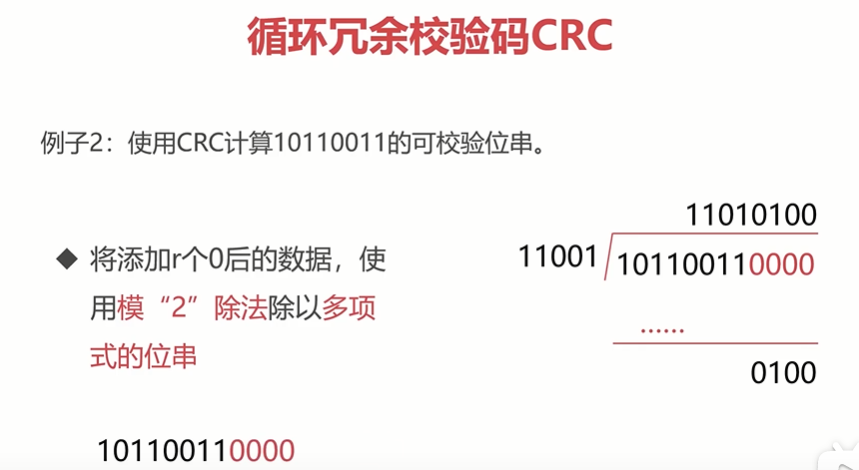 循环冗余校验码CRC
例子2：使用CRC计算10110011的可校验位串。
◆ 将添加r个0后的数据，使
用模“2”除法除以多项
式的位串
101100110000
11010100
11001 101100110000
······
0100